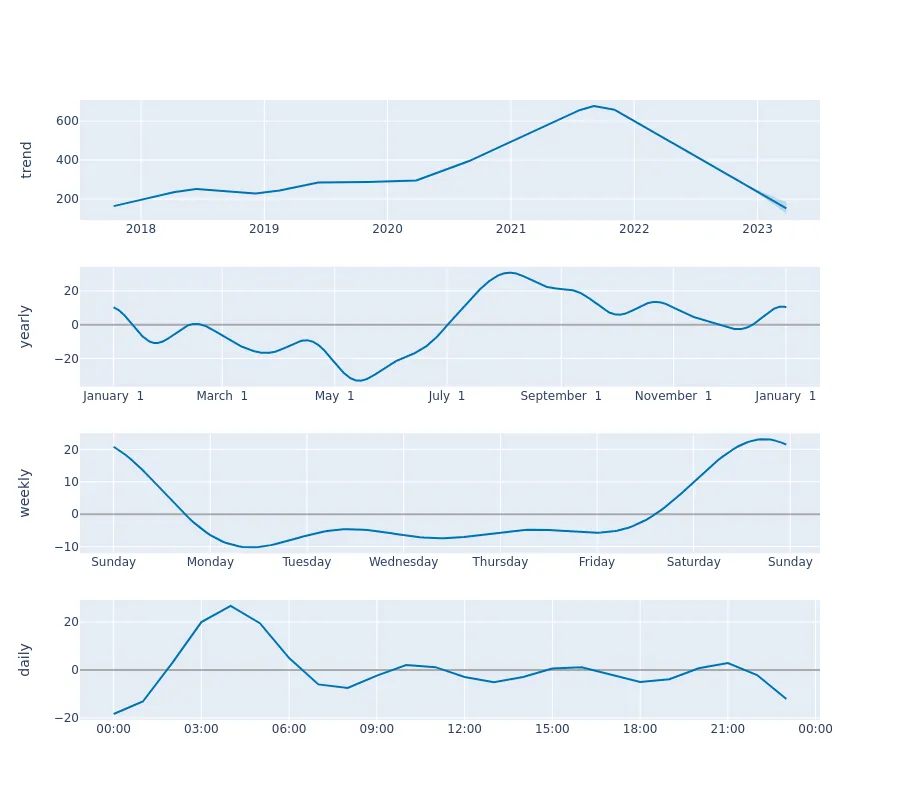 600
400
200
trend
2018 2019 2020 2021 2022 2023
20
0
−20
yearly
January 1 March 1 May 1 July 1 September 1 November 1 January 1
20
10
0
−10
weekly
Sunday Monday Tuesday Wednesday Thursday Friday Saturday Sunday
20
0
−20
daily
00:00 03:00 06:00 09:00 12:00 15:00 18:00 21:00 00:00